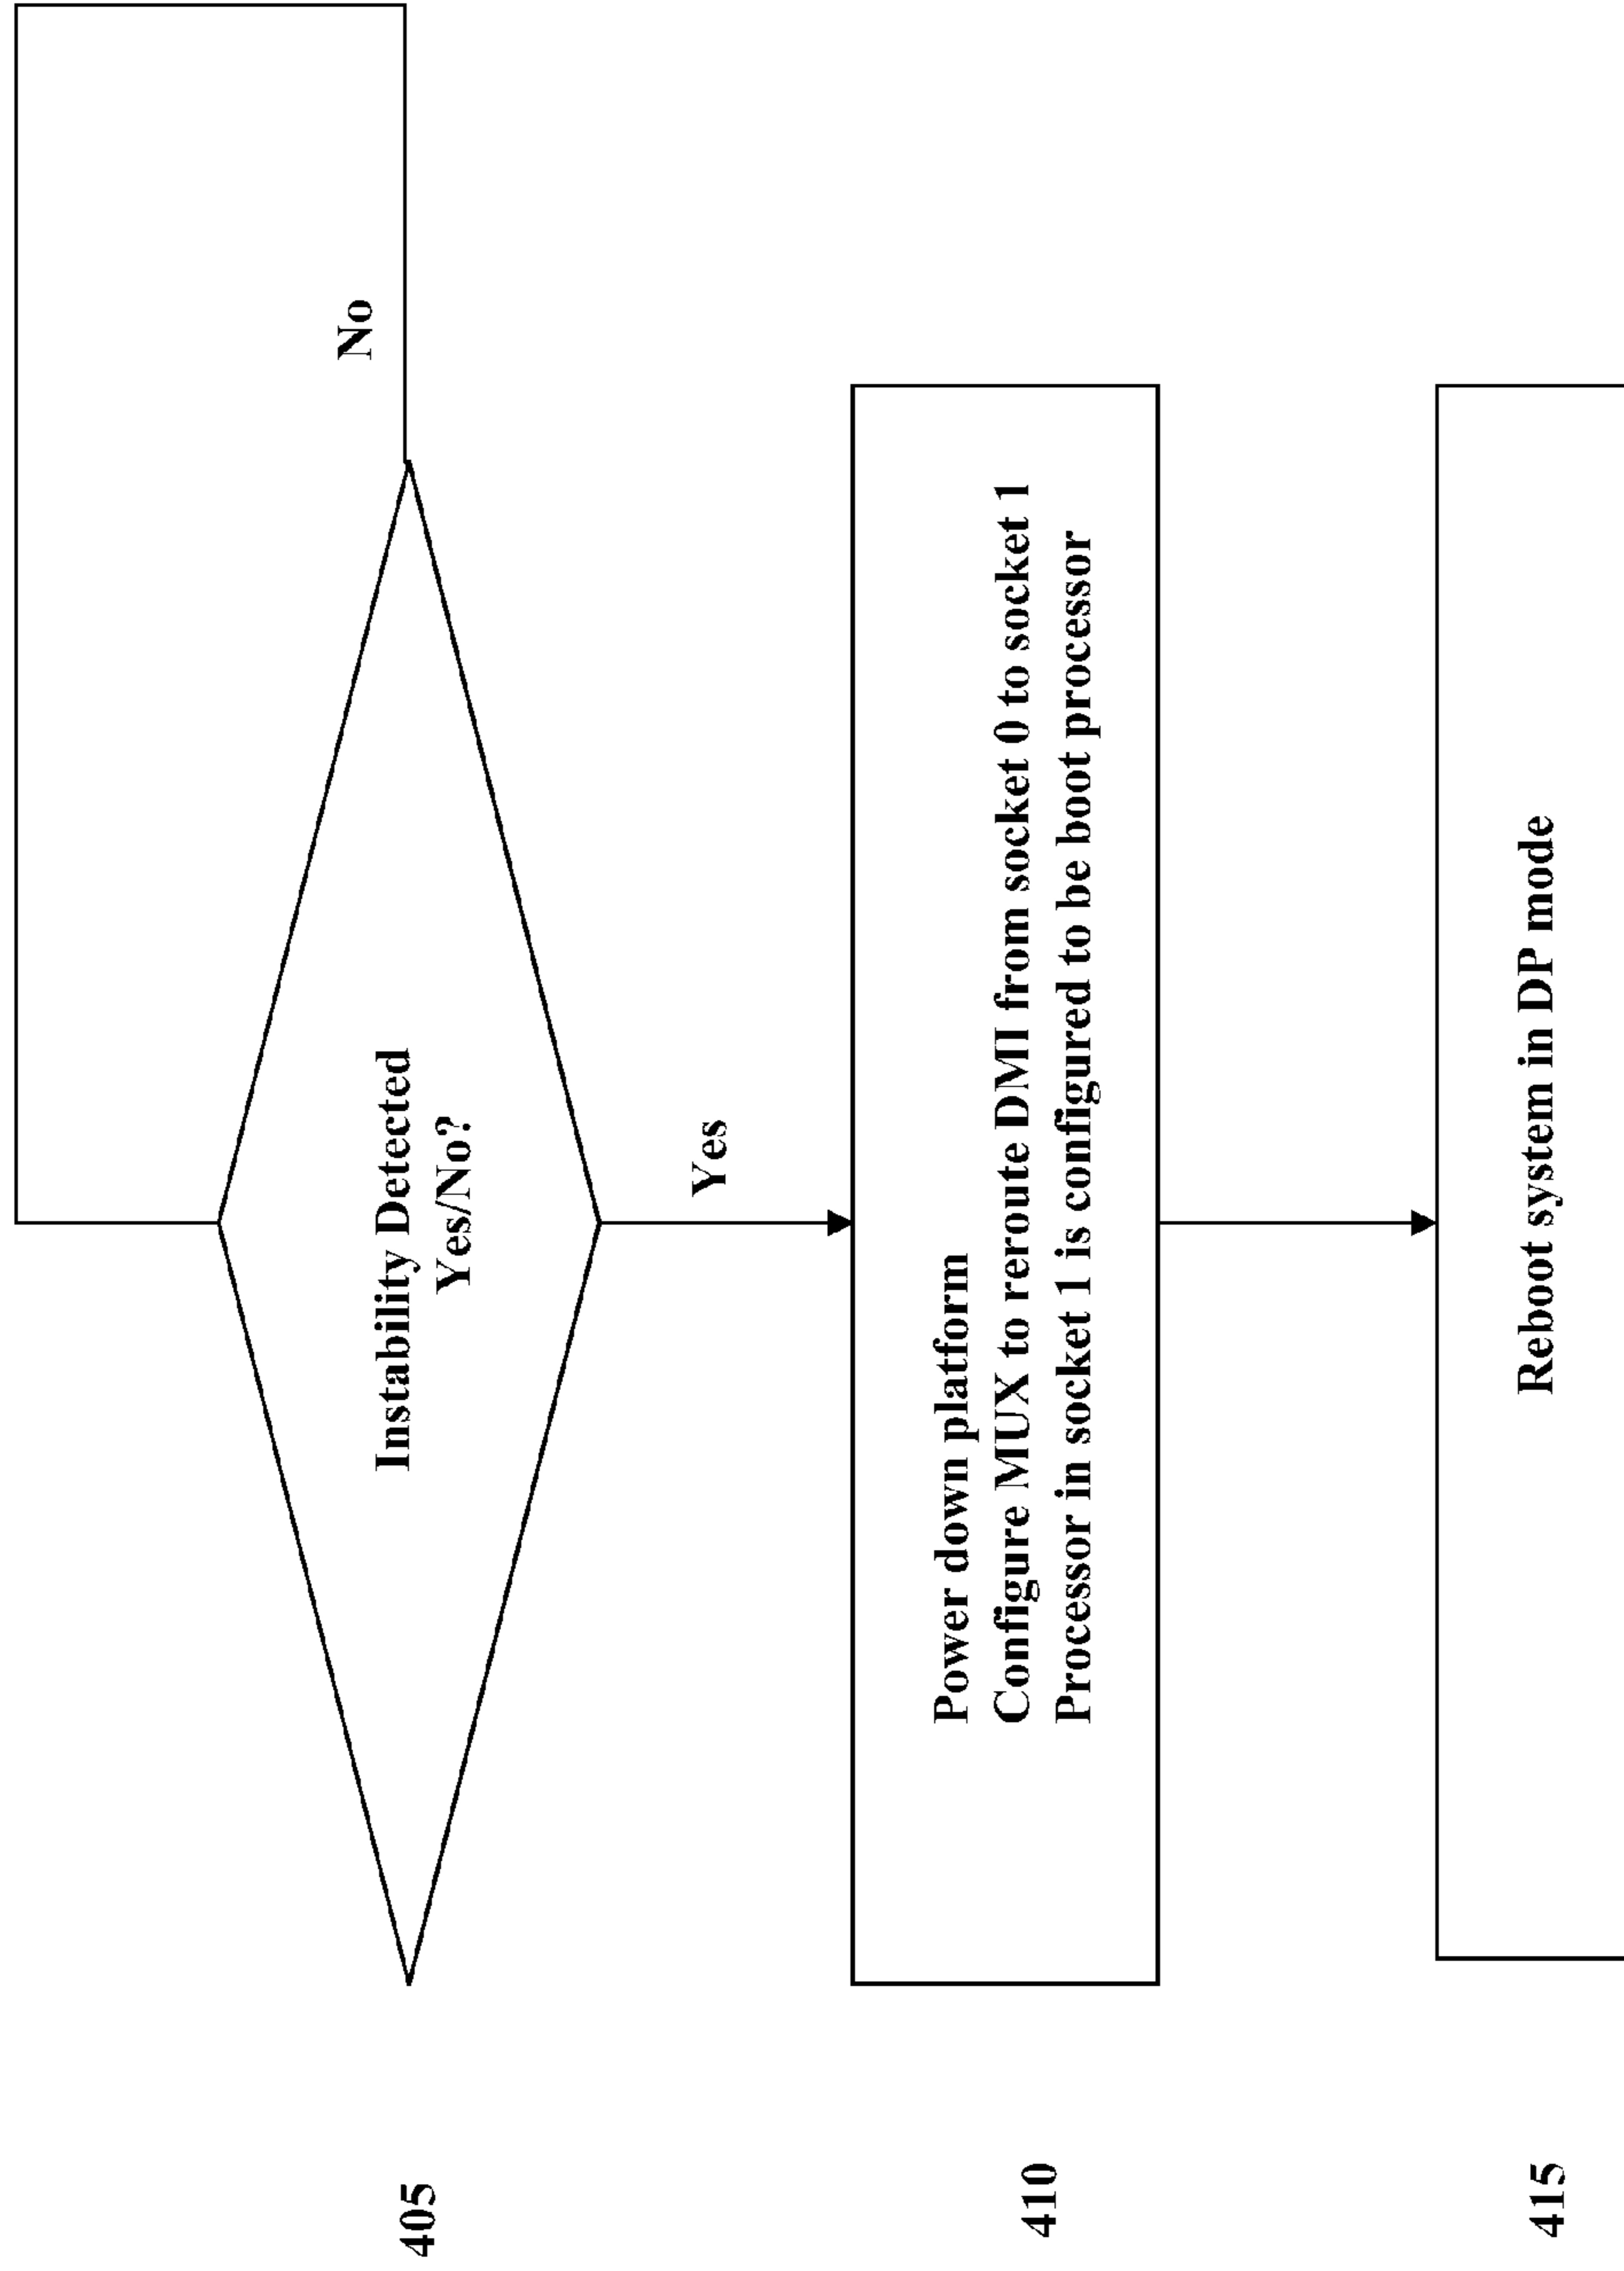 405
Instability Detected
Yes/No?
No
Yes
410
Power down platform
Configure MUX to reroute DMI from socket 0 to socket 1
Processor in socket 1 is configured to be boot processor
415
Reboot system in DP mode